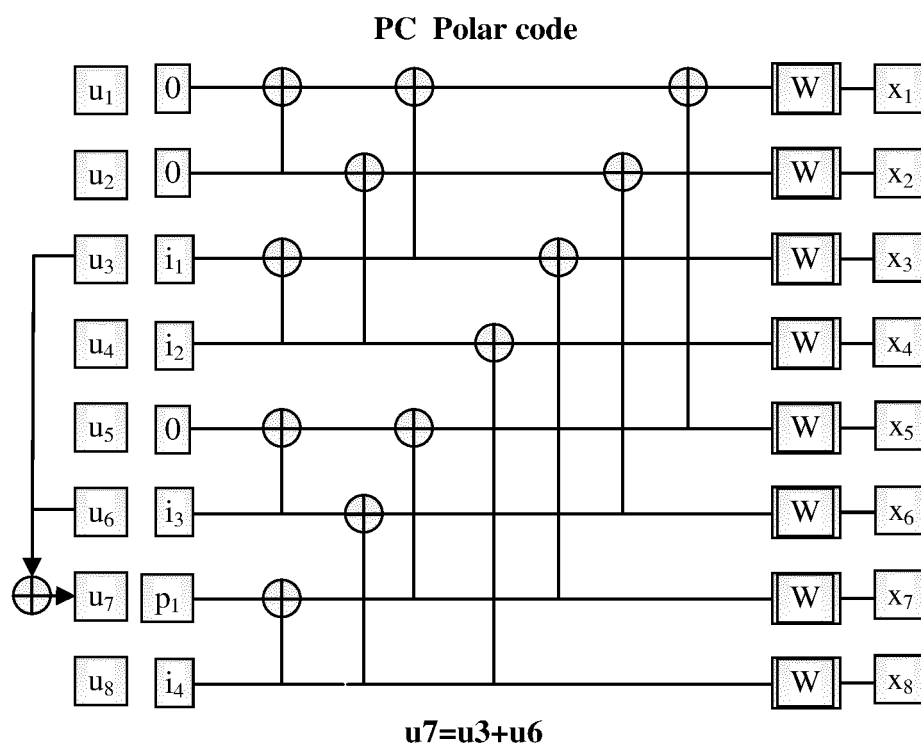 PC Polar code
u1 0 W x1
u2 0 W x2
u3 i1 W x3
u4 i2 W x4
u5 0 W x5
u6 i3 W x6
u7 p1 W x7
u8 i4 W x8
u7=u3+u6